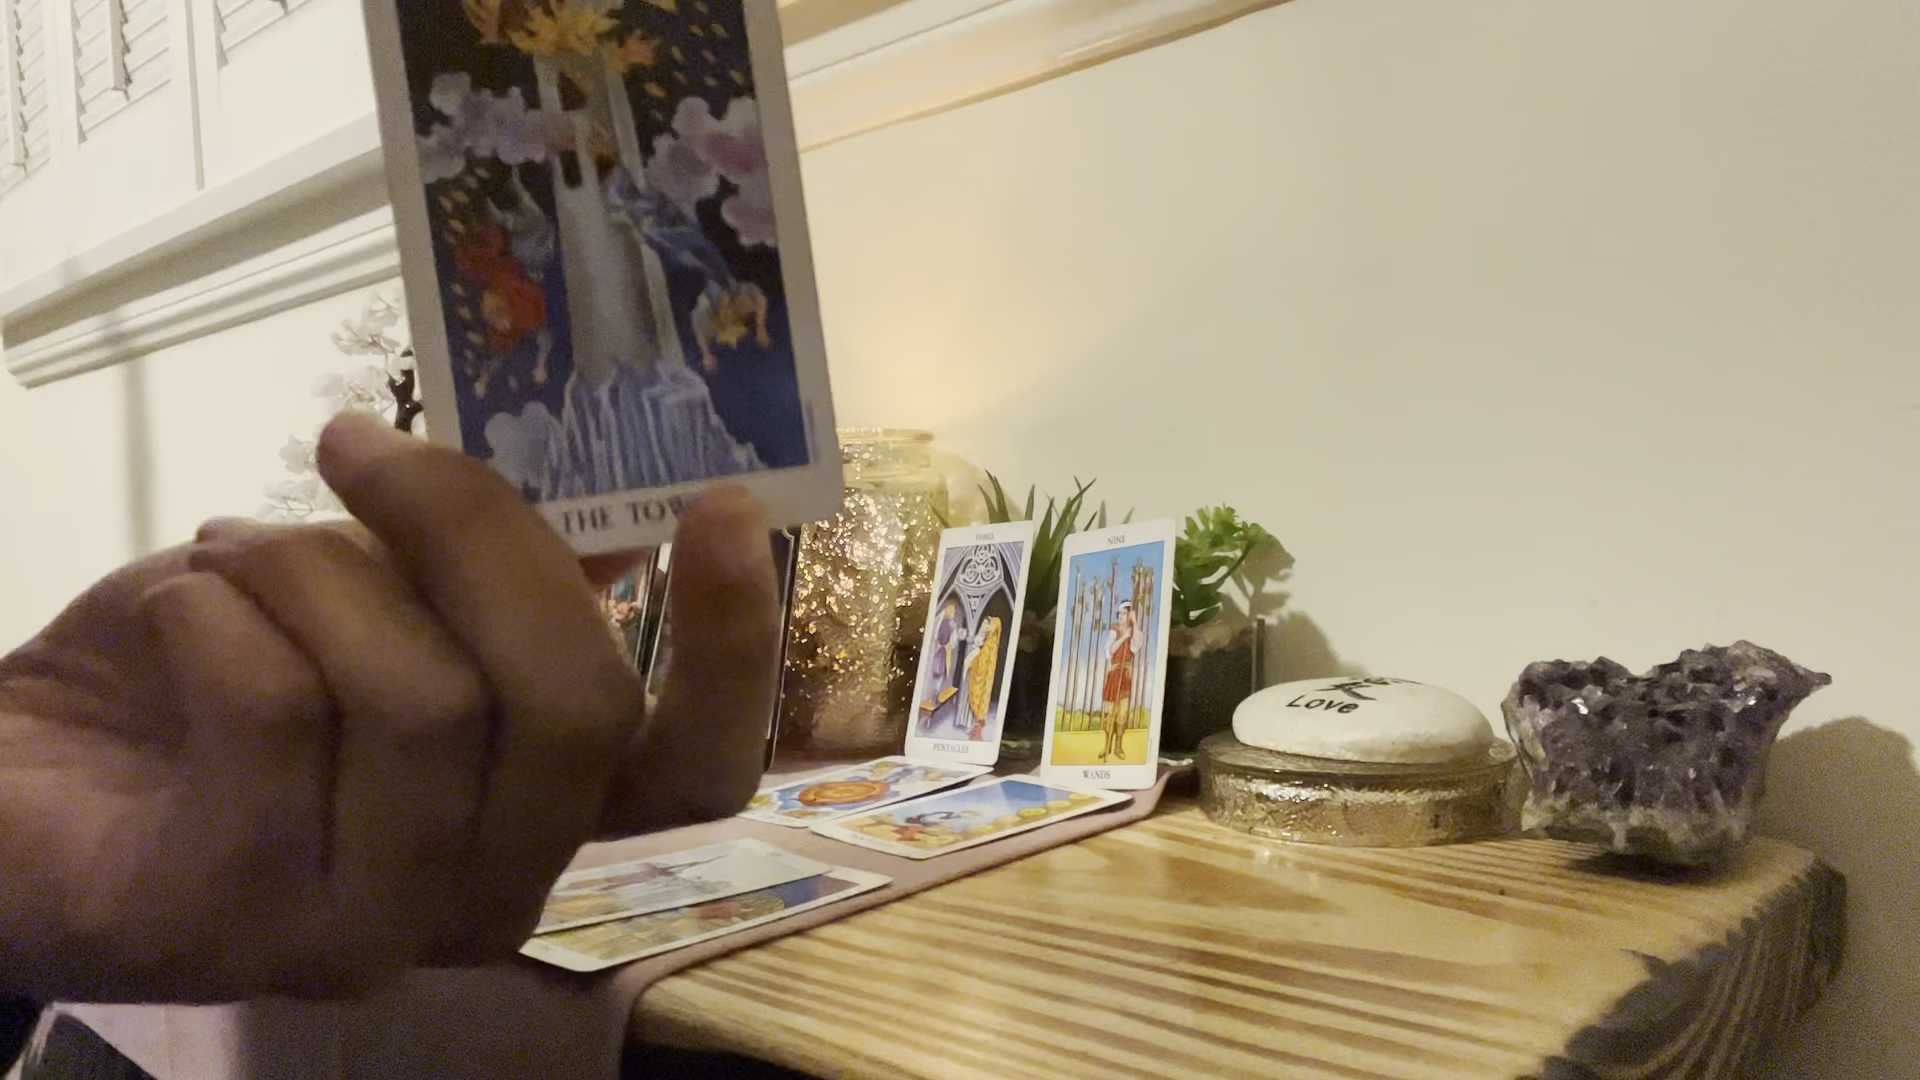 THE TOW
THREE
NINE
PENTACLES
WANDS
Love